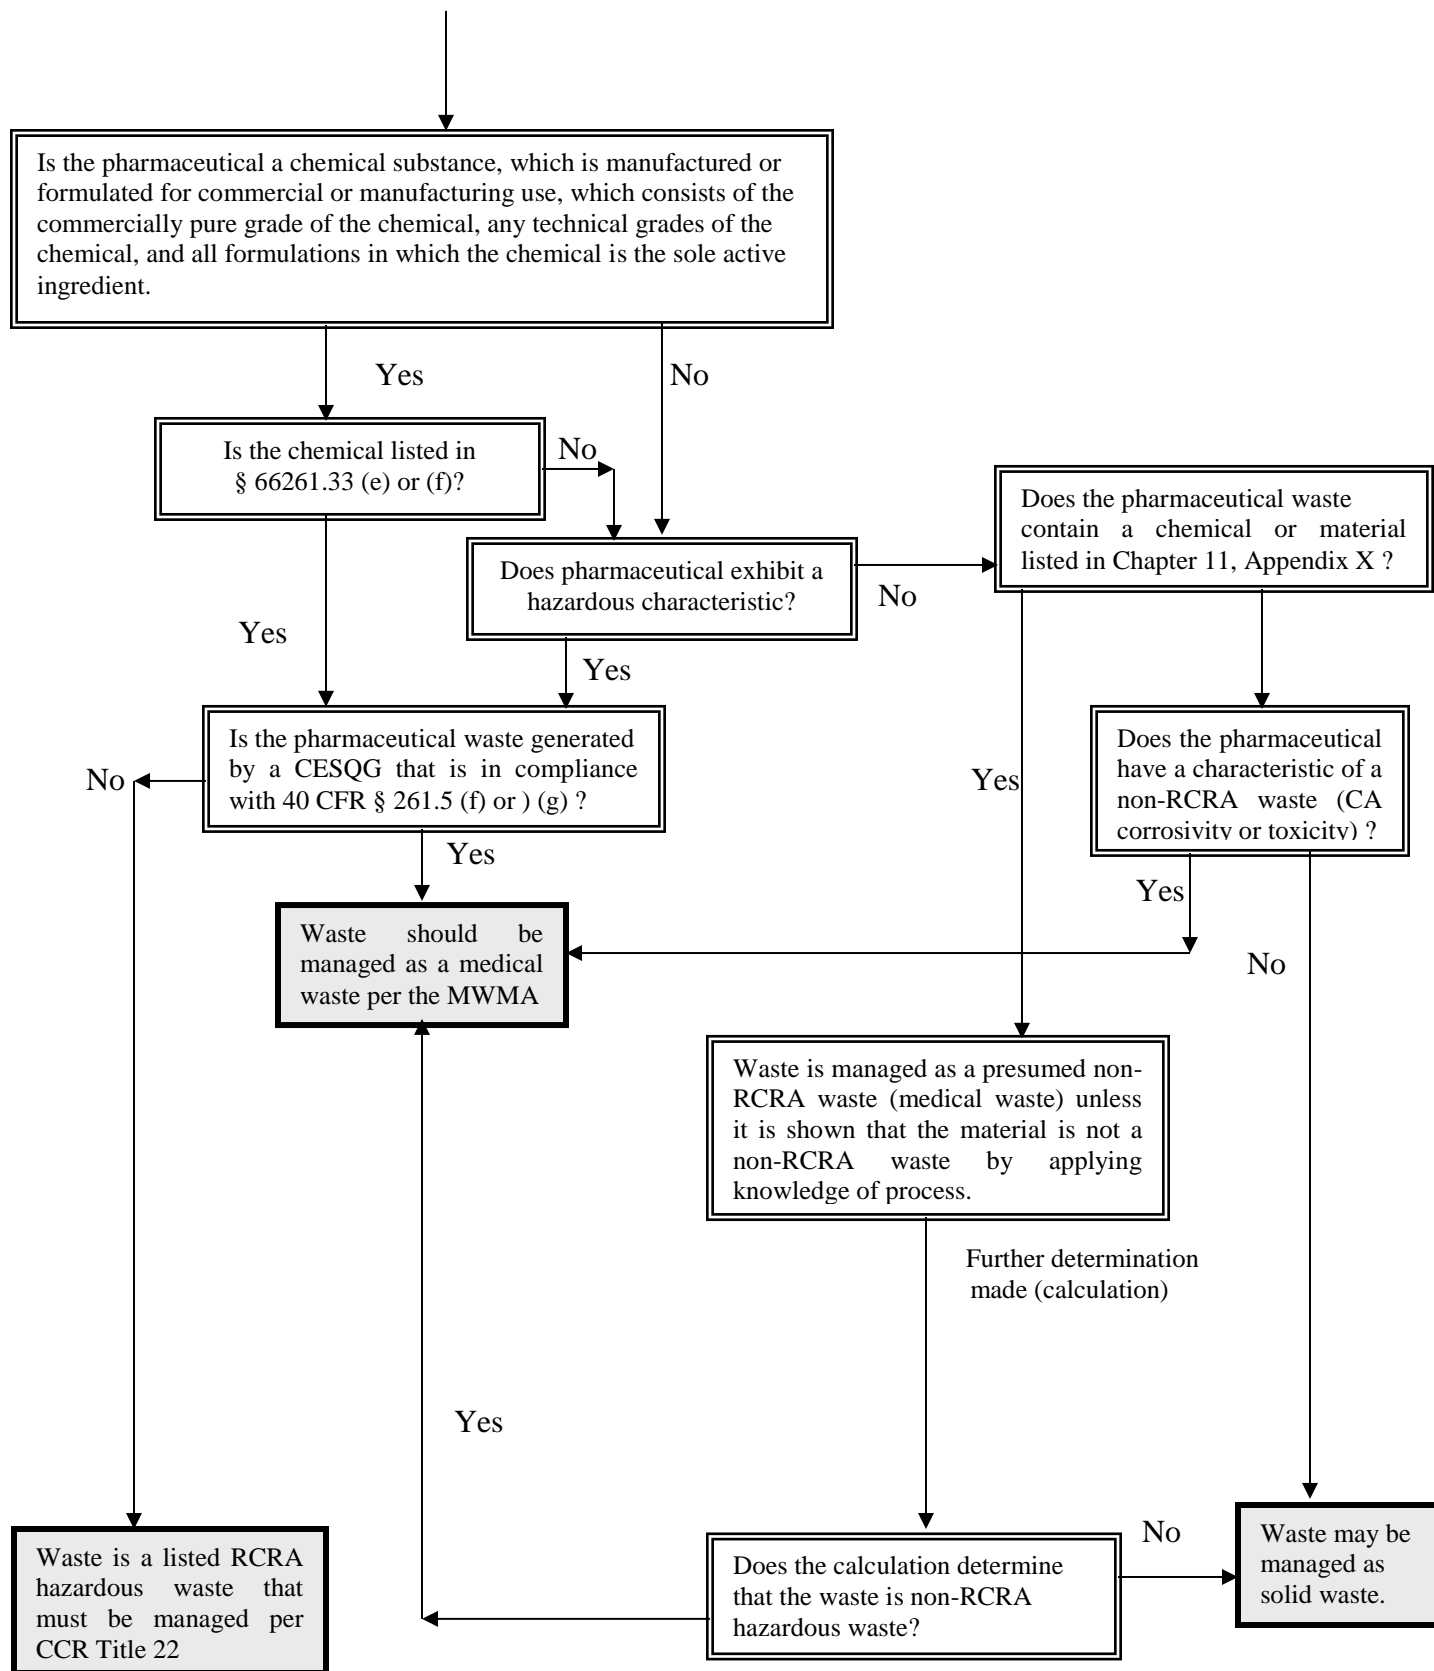 Is the pharmaceutical a chemical substance, which is manufactured or
formulated for commercial or manufacturing use, which consists of the
commercially pure grade of the chemical, any technical grades of the
chemical, and all formulations in which the chemical is the sole active
ingredient.
Yes
No
Is the chemical listed in
§ 66261.33 (e) or (f)?
No
Does the pharmaceutical waste
contain a chemical or material
listed in Chapter 11, Appendix X ?
Does pharmaceutical exhibit a
hazardous characteristic?
No
Yes
Yes
Is the pharmaceutical waste generated
by a CESQG that is in compliance
with 40 CFR § 261.5 (f) or ) (g) ?
No
Yes
Does the pharmaceutical
have a characteristic of a
non-RCRA waste (CA
corrosivity or toxicity) ?
Yes
Yes
No
Waste should be
managed as a medical
waste per the MWMA
Waste is managed as a presumed non-
RCRA waste (medical waste) unless
it is shown that the material is not a
non-RCRA waste by applying
knowledge of process.
Further determination
made (calculation)
Yes
No
Waste is a listed RCRA
hazardous waste that
must be managed per
CCR Title 22
Does the calculation determine
that the waste is non-RCRA
hazardous waste?
Waste may be
managed as
solid waste.